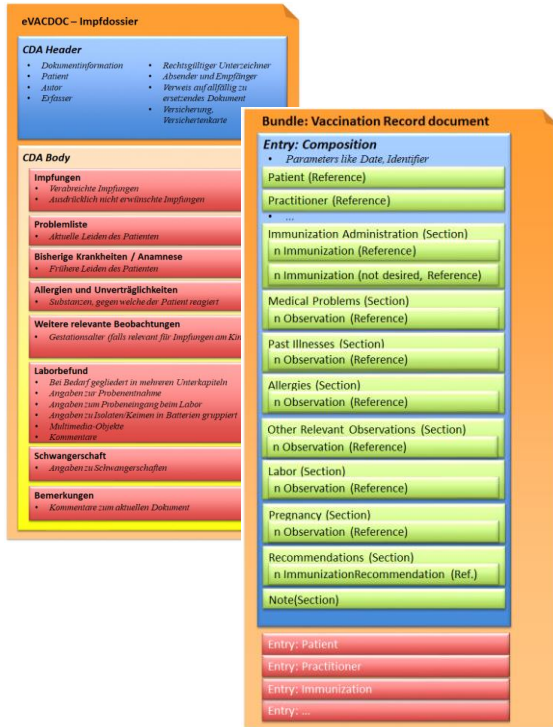 eVACDOC – Impfdossier
CDA Header
• Dokumentinformation
• Patient
• Autor
• Erfasser
• Rechtsgültiger Unterzeichner
• Absender und Empfänger
• Verweis auf allfällig zu
ersetzendes Dokument
• Versicherung,
Versichertenkarte
CDA Body
Impfungen
• Verabreichte Impfungen
• Ausdrücklich nicht erwünschte Impfungen
Problemliste
• Aktuelle Leiden des Patienten
Bisherige Krankheiten / Anamnese
• Frühere Leiden des Patienten
Allergien und Unverträglichkeiten
• Substanzen, gegen welche der Patient reagiert
Weitere relevante Beobachtungen
• Gestationsalter (falls relevant für Impfungen am Kin
Laborbefund
• Bei Bedarf gegliedert in mehreren Unterkapiteln
• Angaben zur Probenentnahme
• Angaben zum Probeneingang beim Labor
• Angaben zu Isolaten/Keimen in Batterien gruppiert
• Multimedia-Objekte
• Kommentare
Schwangerschaft
• Angaben zu Schwangerschaften
Bemerkungen
• Kommentare zum aktuellen Dokument
Bundle: Vaccination Record document
Entry: Composition
• Parameters like Date, Identifier
Patient (Reference)
Practitioner (Reference)
• ...
Immunization Administration (Section)
n Immunization (Reference)
n Immunization (not desired, Reference)
Medical Problems (Section)
n Observation (Reference)
Past Illnesses (Section)
n Observation (Reference)
Allergies (Section)
n Observation (Reference)
Other Relevant Observations (Section)
n Observation (Reference)
Labor (Section)
n Observation (Reference)
Pregnancy (Section)
n Observation (Reference)
Recommendations (Section)
n ImmunizationRecommendation (Ref.)
Note(Section)
Entry: Patient
Entry: Practitioner
Entry: Immunization
Entry: ...